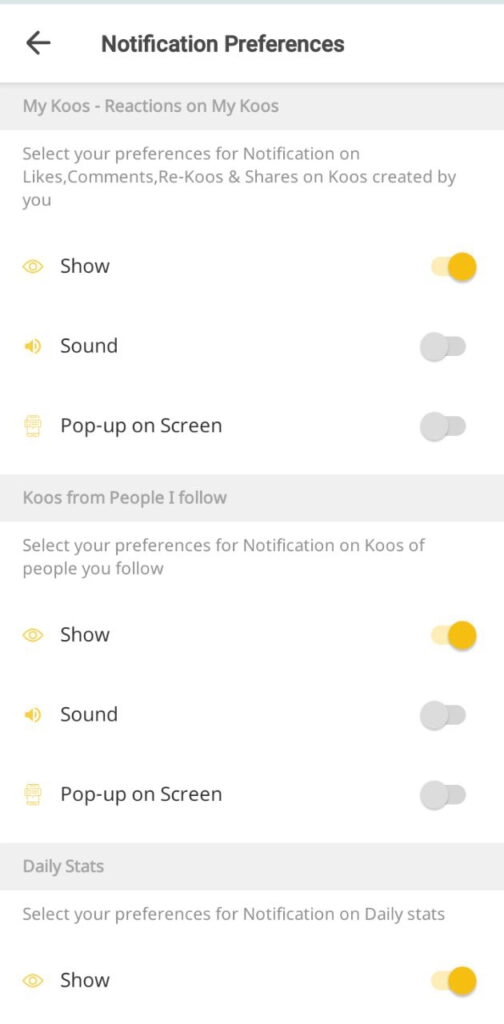 Notification Preferences
My Koos - Reactions on My Koos
Select your preferences for Notification on
Likes,Comments,Re-Koos & Shares on Koos created by
you
Show
Sound
Pop-up on Screen
Koos from People I follow
Select your preferences for Notification on Koos of
people you follow
Show
Sound
Pop-up on Screen
Daily Stats
Select your preferences for Notification on Daily stats
Show